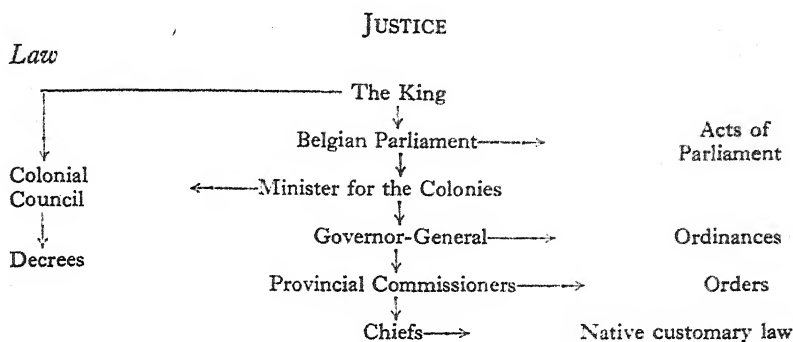 JUSTICE
Law
The King
Belgian Parliament
Acts of
Parliament
Colonial
Council
Minister for the Colonies
Governor-General
Ordinances
Decrees
Provincial Commissioners
Orders
Chiefs
Native customary law